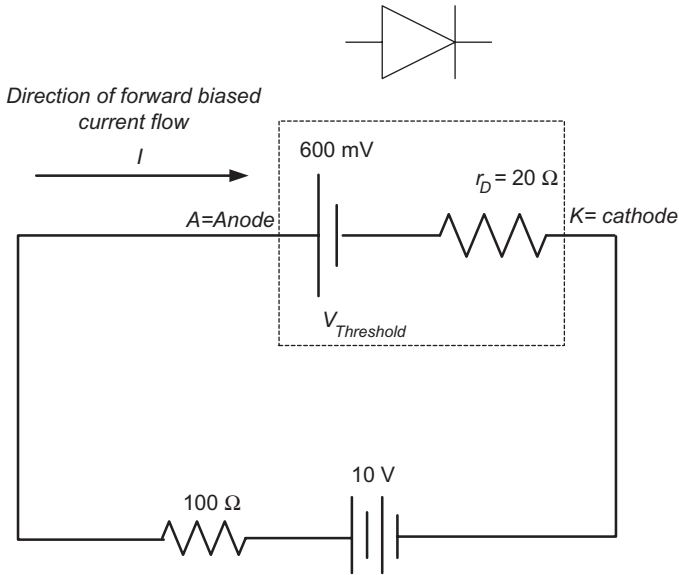 Direction of forward biased
current flow
I
600 mV
r_D = 20 Ω
A=Anode
K= cathode
V_Threshold
10 V
100 Ω